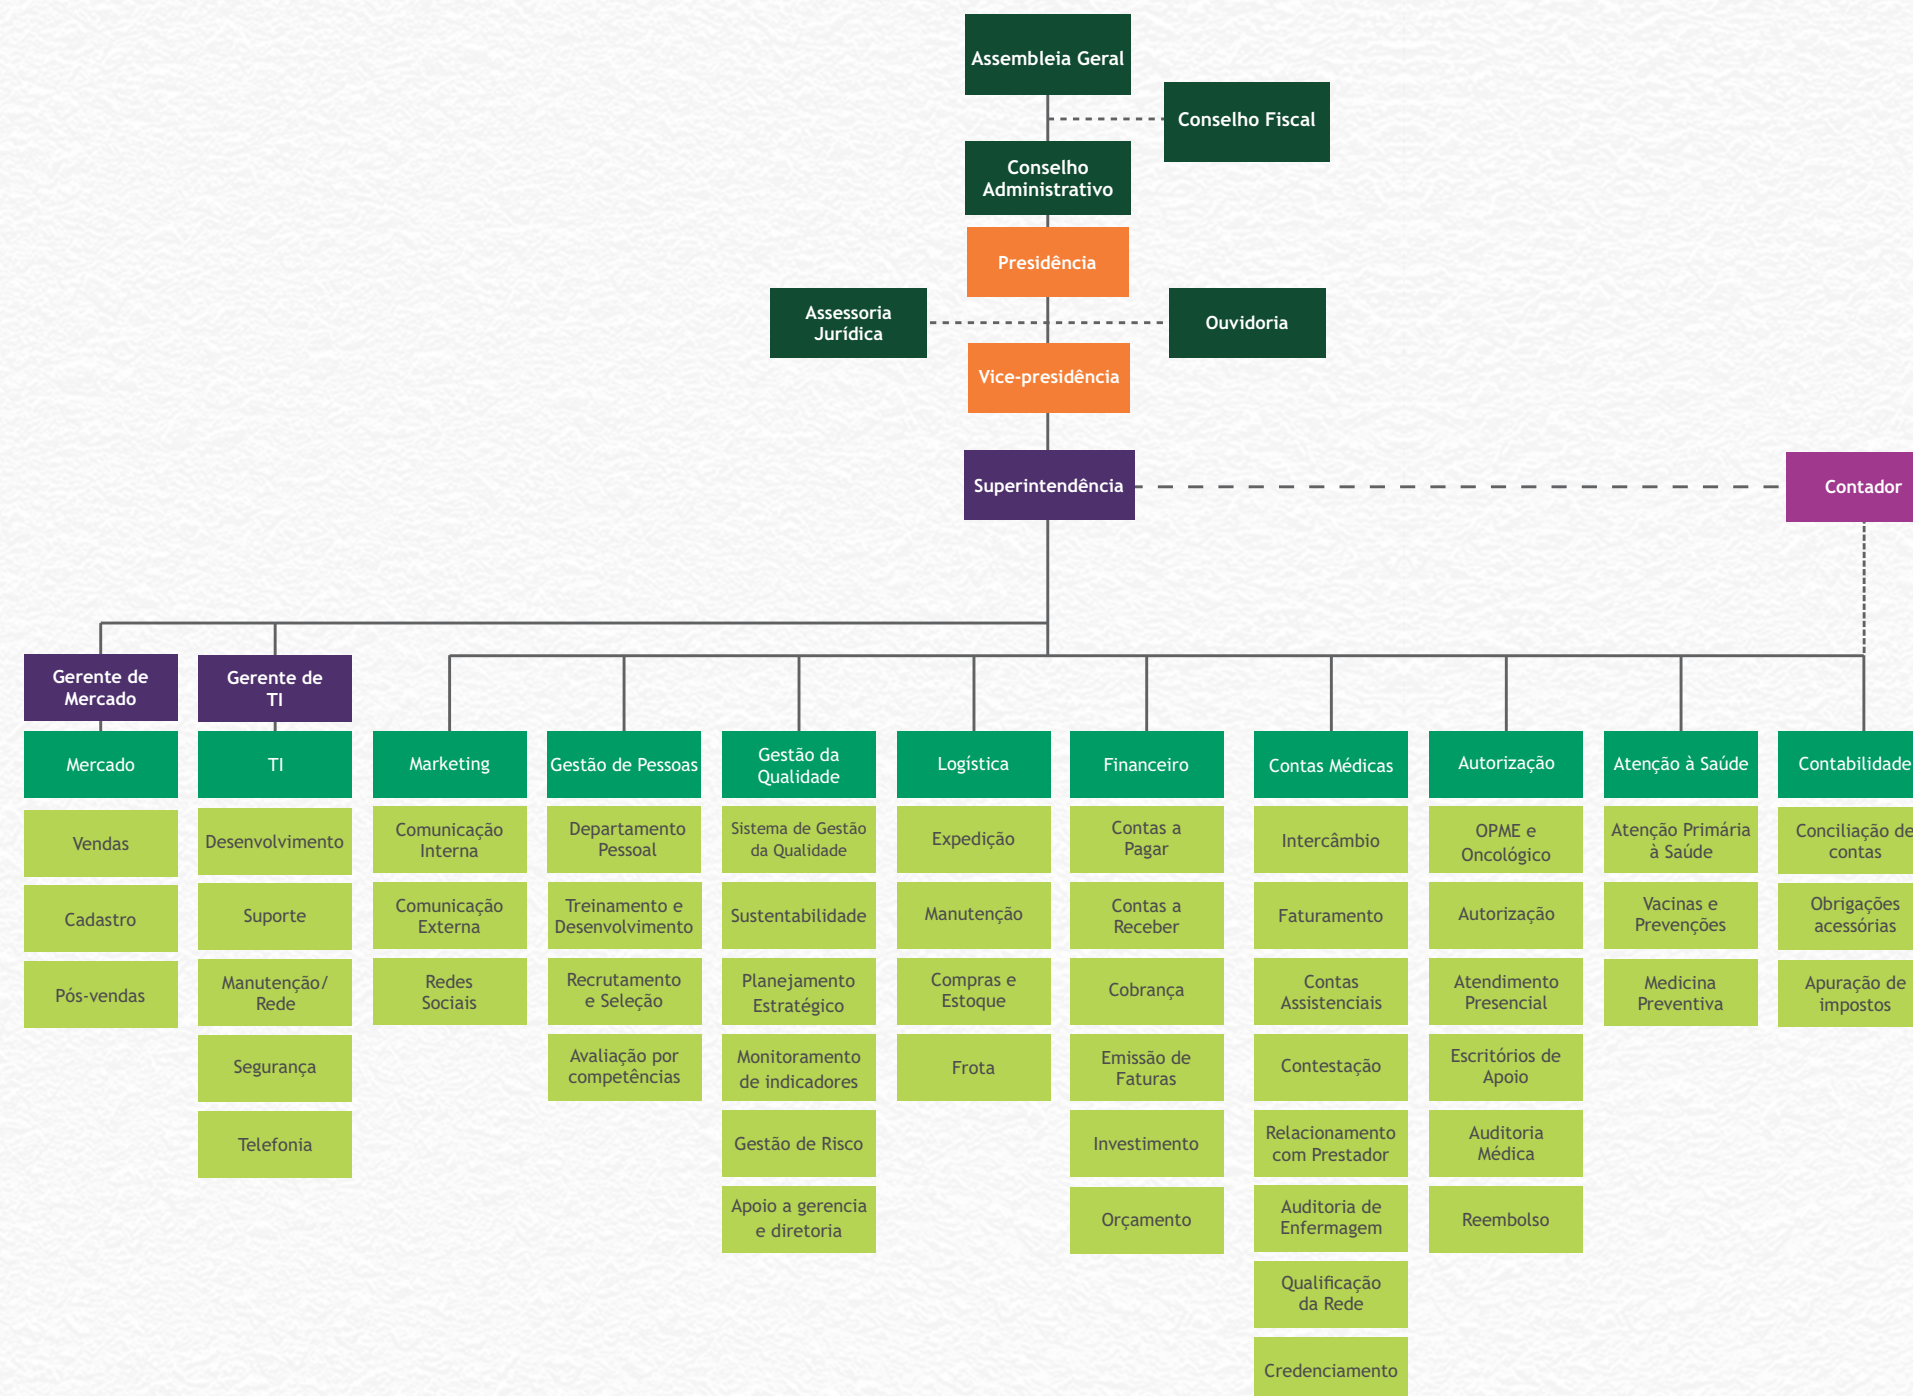 Assembleia Geral
Conselho Fiscal
Conselho
Administrativo
Presidência
Assessoria
Jurídica
Ouvidoria
Vice-presidência
Superintendência
Contador
Gerente de
Mercado
Gerente de
TI
Mercado
TI
Marketing
Gestão de Pessoas
Gestão da
Qualidade
Logística
Financeiro
Contas Médicas
Autorização
Atenção à Saúde
Contabilidade
Vendas
Cadastro
Pós-vendas
Desenvolvimento
Suporte
Manutenção/
Rede
Segurança
Telefonia
Comunicação
Interna
Comunicação
Externa
Redes
Sociais
Departamento
Pessoal
Treinamento e
Desenvolvimento
Recrutamento
e Seleção
Avaliação por
competências
Sistema de Gestão
da Qualidade
Sustentabilidade
Planejamento
Estratégico
Monitoramento
de indicadores
Gestão de Risco
Apoio a gerencia
e diretoria
Expedição
Manutenção
Compras e
Estoque
Frota
Contas a
Pagar
Contas a
Receber
Cobrança
Emissão de
Faturas
Investimento
Orçamento
Intercâmbio
Faturamento
Contas
Assistenciais
Contestação
Relacionamento
com Prestador
Auditoria de
Enfermagem
Qualificação
da Rede
Credenciamento
OPME e
Oncológico
Autorização
Atendimento
Presencial
Escritórios de
Apoio
Auditoria
Médica
Reembolso
Atenção Primária
à Saúde
Vacinas e
Prevenções
Medicina
Preventiva
Conciliação de
contas
Obrigações
acessórias
Apuração de
impostos